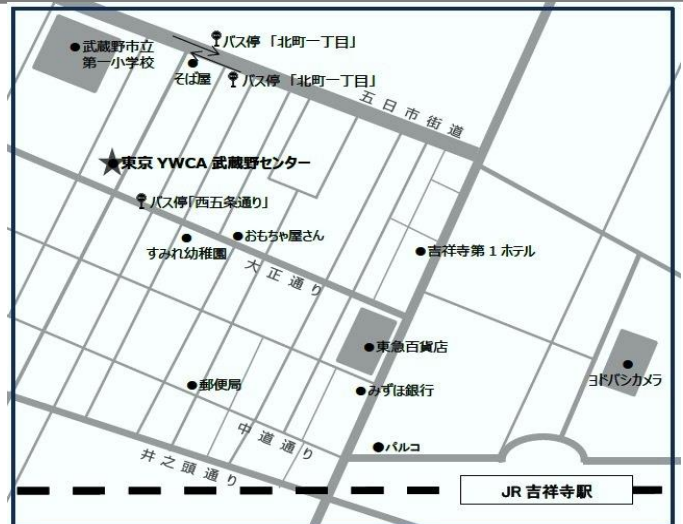 バス停 「北町一丁目」
武蔵野市立
第一小学校
そば屋
バス停 「北町一丁目」
五日市街道
東京 YWCA 武蔵野センター
バス停「西五条通り」
おもちゃ屋さん
すみれ幼稚園
大正通り
吉祥寺第 1 ホテル
東急百貨店
郵便局
みずほ銀行
ヨドバシカメラ
中道通り
パルコ
井之頭通り
JR 吉祥寺駅